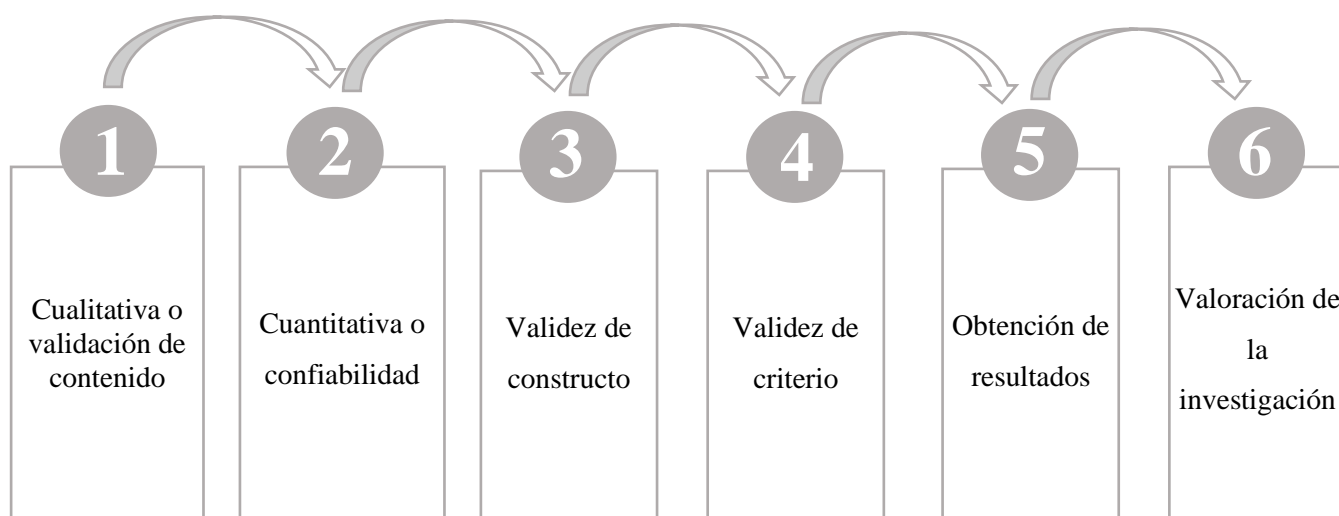 1
Cualitativa o
validación de
contenido
2
Cuantitativa o
confiabilidad
3
Validez de
constructo
4
Validez de
criterio
5
Obtención de
resultados
6
Valoración de
la
investigación